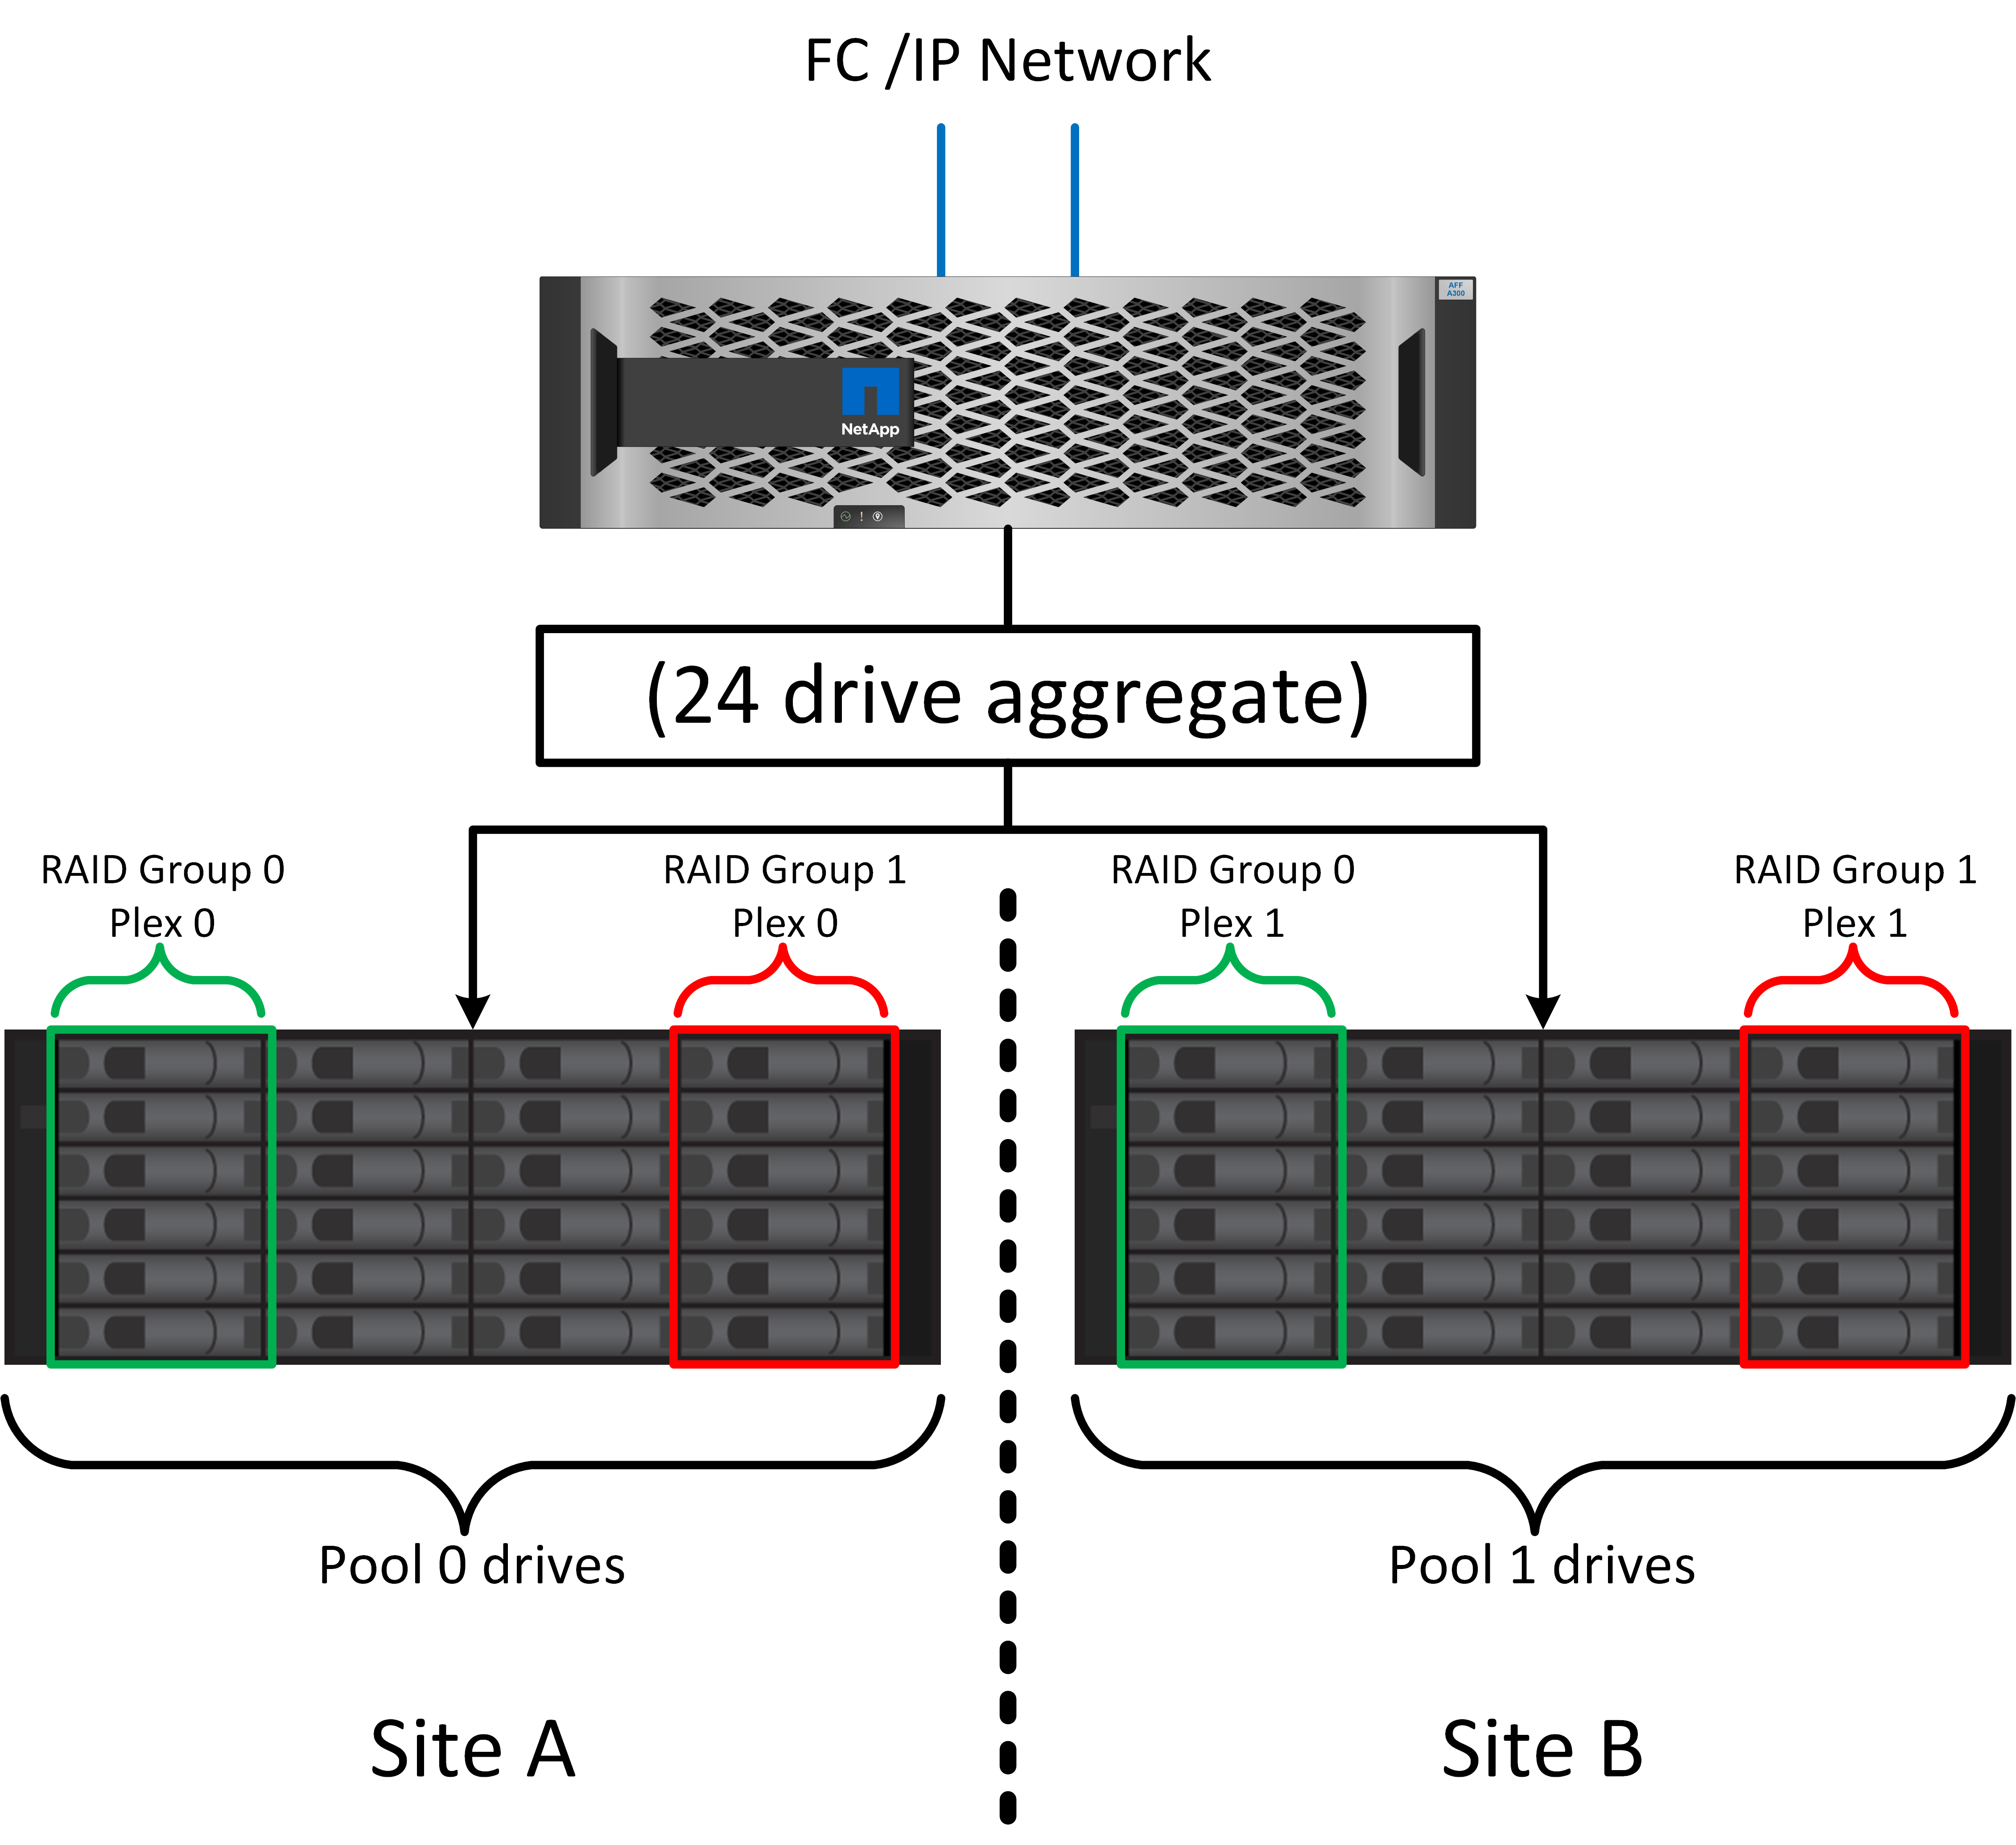 FC /IP Network
AFF
A300
NetApp
(24 drive aggregate)
RAID Group 0
Plex 0
RAID Group 1
Plex 0
RAID Group 0
Plex 1
RAID Group 1
Plex 1
Pool 0 drives
Pool 1 drives
Site A
Site B